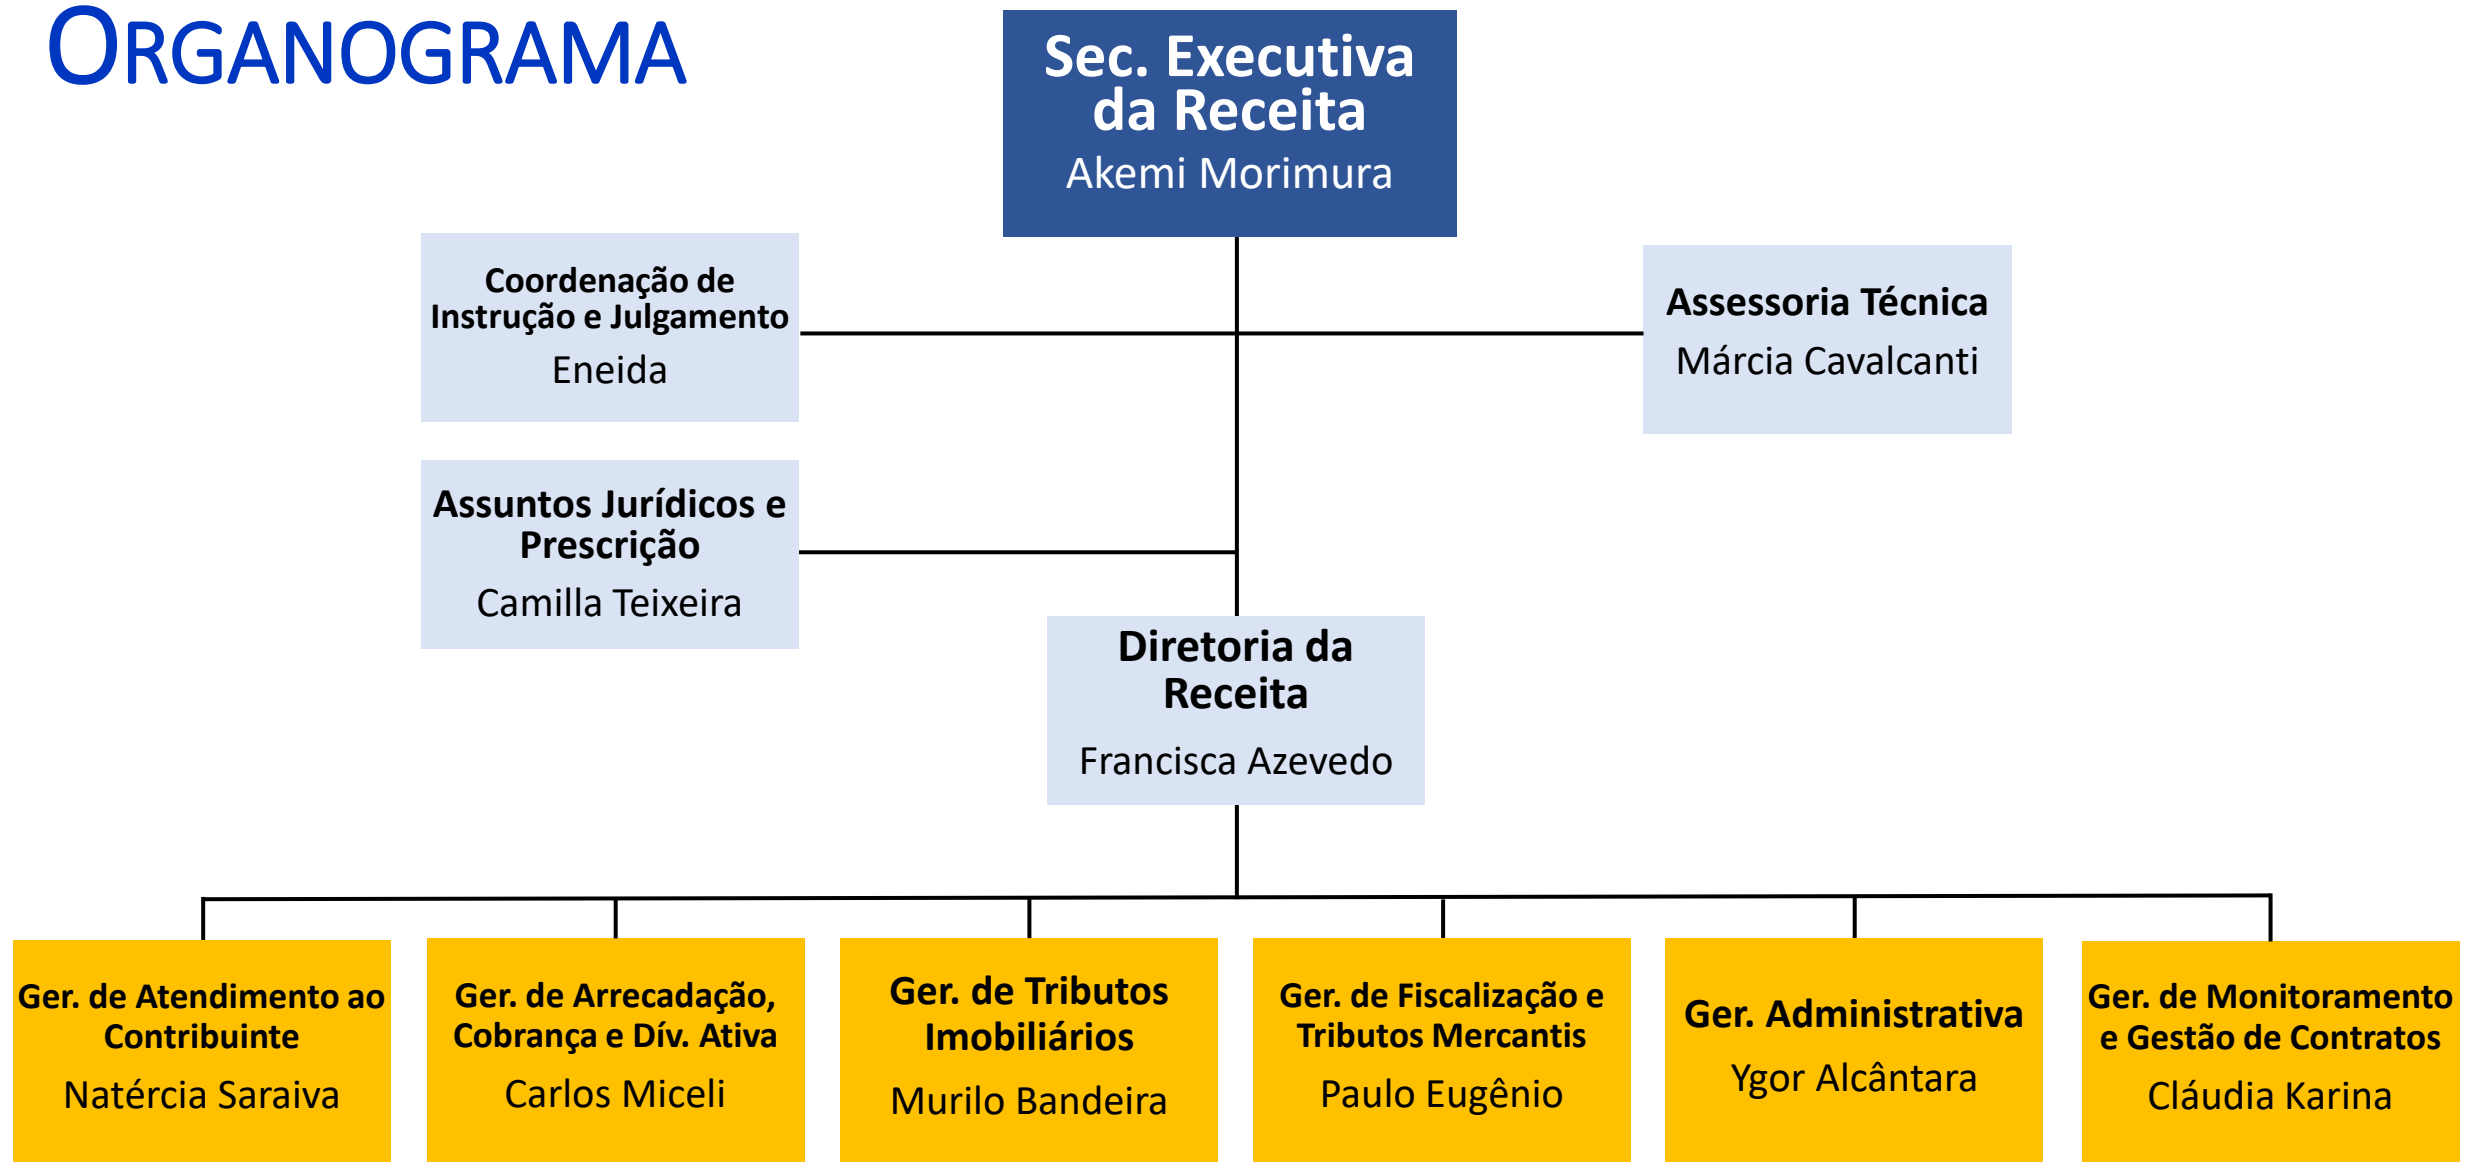 ORGANOGRAMA
Sec. Executiva
da Receita
Akemi Morimura
Coordenação de
Instrução e Julgamento
Eneida
Assessoria Técnica
Márcia Cavalcanti
Assuntos Jurídicos e
Prescrição
Camilla Teixeira
Diretoria da
Receita
Francisca Azevedo
Ger. de Atendimento ao
Contribuinte
Natércia Saraiva
Ger. de Arrecadação,
Cobrança e Dív. Ativa
Carlos Miceli
Ger. de Tributos
Imobiliários
Murilo Bandeira
Ger. de Fiscalização e
Tributos Mercantis
Paulo Eugênio
Ger. Administrativa
Ygor Alcântara
Ger. de Monitoramento
e Gestão de Contratos
Cláudia Karina